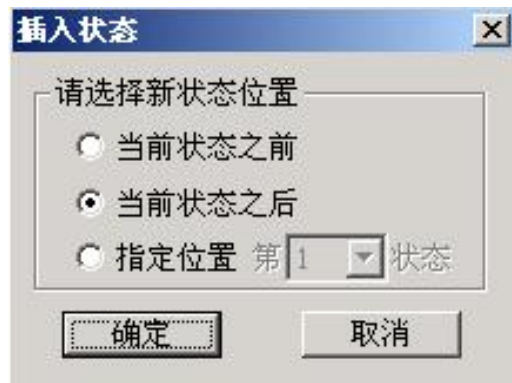 插入状态
请选择新状态位置
当前状态之前
当前状态之后
指定位置 第 1 状态
确定 取消